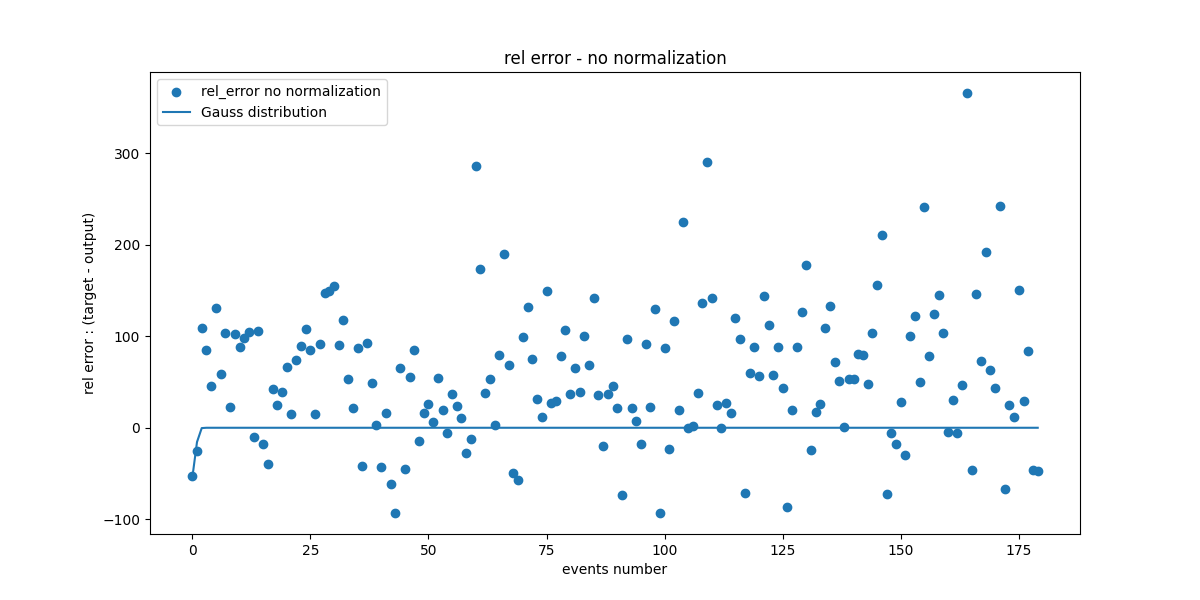 rel error - no normalization
rel_error no normalization
Gauss distribution
rel error : (target - output)
300
200
100
0
−100
0 25 50 75 100 125 150 175
events number